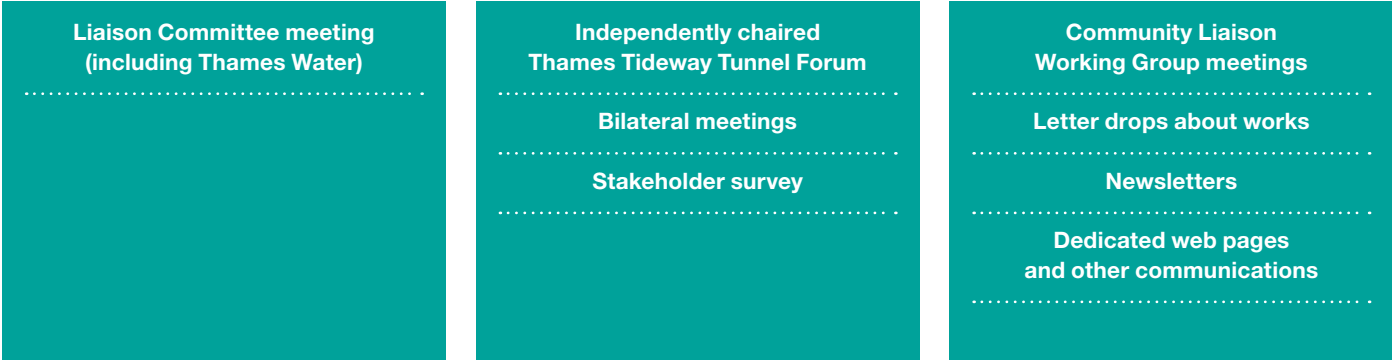 Liaison Committee meeting
(including Thames Water)
Independently chaired
Thames Tideway Tunnel Forum
Bilateral meetings
Stakeholder survey
Community Liaison
Working Group meetings
Letter drops about works
Newsletters
Dedicated web pages
and other communications